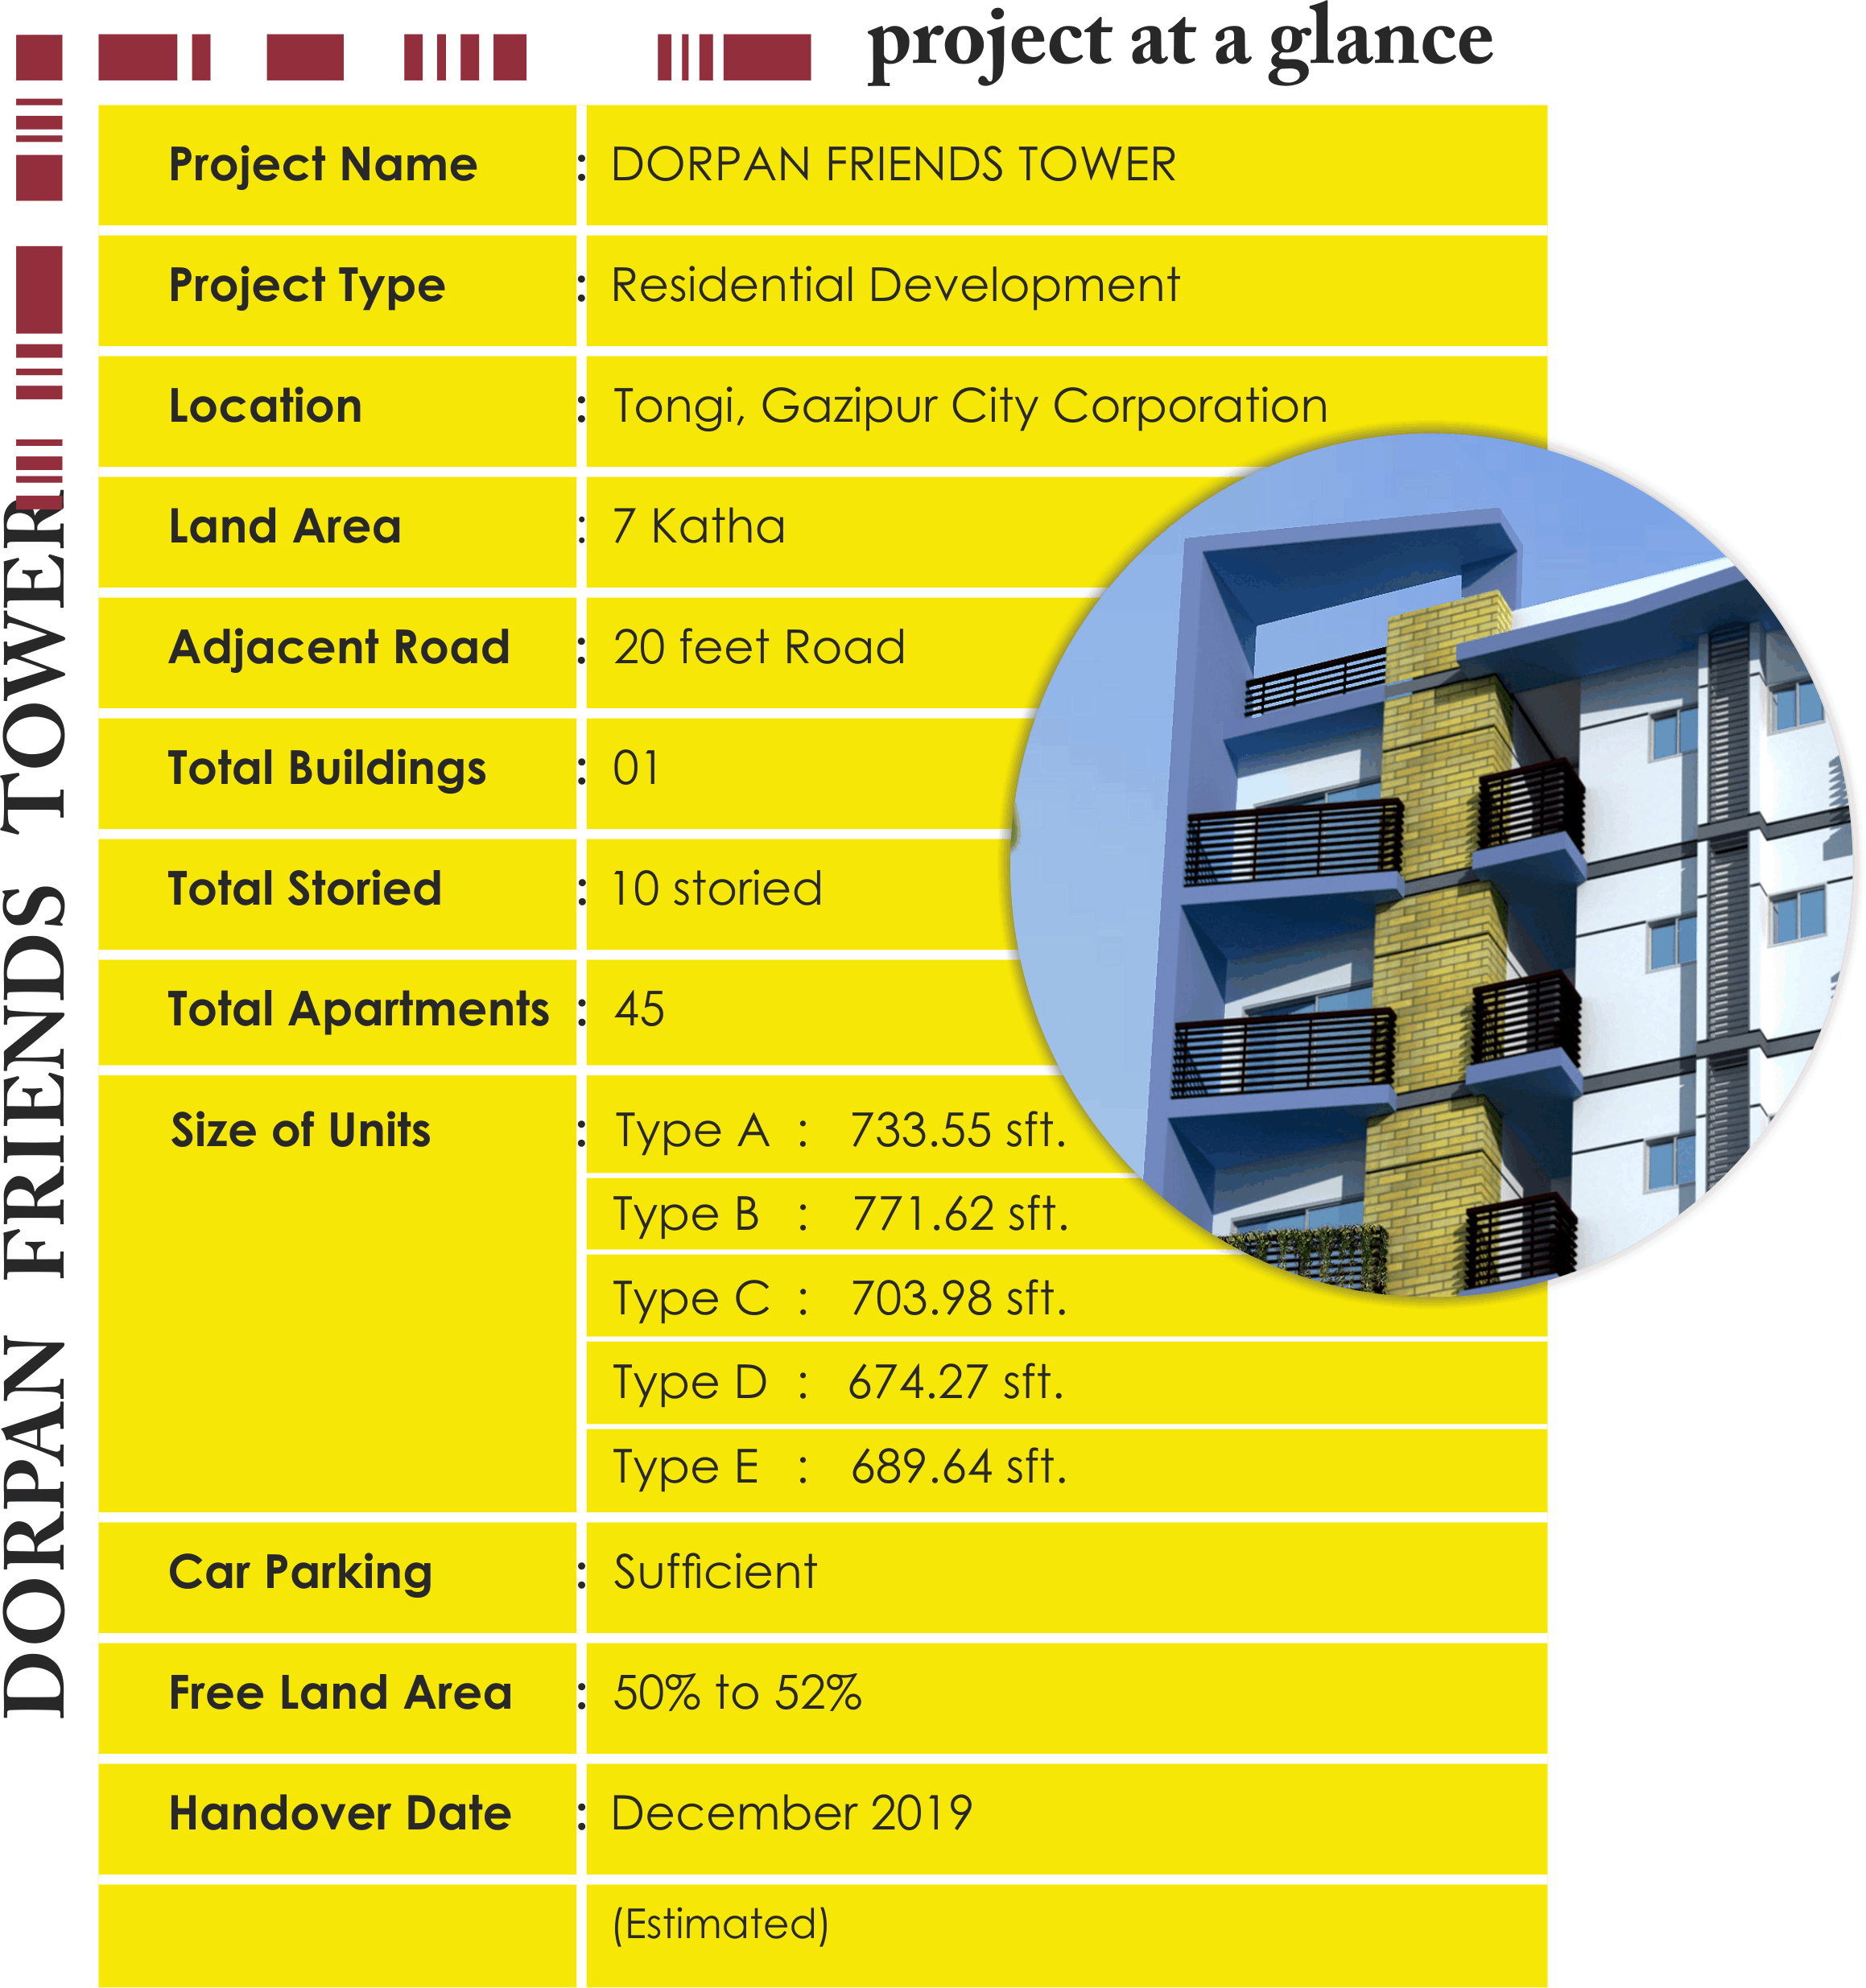 project at a glance
DORPAN FRIENDS TOWER
Project Name : DORPAN FRIENDS TOWER
Project Type : Residential Development
Location : Tongi, Gazipur City Corporation
Land Area : 7 Katha
Adjacent Road : 20 feet Road
Total Buildings : 01
Total Storied : 10 storied
Total Apartments : 45
Size of Units : Type A : 733.55 sft.
Type B : 771.62 sft.
Type C : 703.98 sft.
Type D : 674.27 sft.
Type E : 689.64 sft.
Car Parking : Sufficient
Free Land Area : 50% to 52%
Handover Date : December 2019
(Estimated)